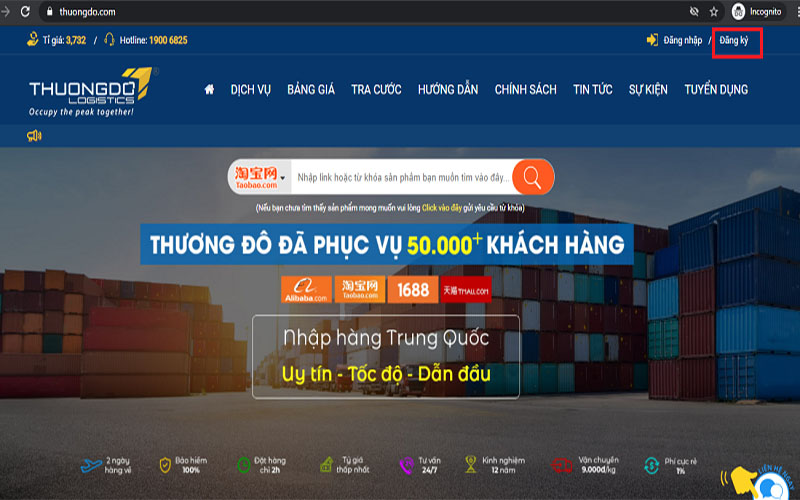 thuongdo.com
Incognito
Tỉ giá: 3,732 / Hotline: 1900 6825
Đăng nhập / Đăng ký
THUONGDO
LOGISTICS
Occupy the peak together!
DỊCH VỤ BẢNG GIÁ TRA CƯỚC HƯỚNG DẪN CHÍNH SÁCH TIN TỨC SỰ KIỆN TUYỂN DỤNG
淘宝网
Taobao.com
Nhập link hoặc từ khóa sản phẩm bạn muốn tìm vào đây...
(Nếu bạn chưa tìm thấy sản phẩm mong muốn vui lòng Click vào đây gửi yêu cầu từ khóa)
THƯƠNG ĐÔ ĐÃ PHỤC VỤ 50.000+ KHÁCH HÀNG
Alibaba.com
淘宝网
Taobao.com
1688
天猫 TMALL.COM
Nhập hàng Trung Quốc
Uy tín - Tốc độ - Dẫn đầu
2 ngày
hàng về
Bảo hiểm
100%
Đặt hàng
chỉ 2h
Tỷ giá
thấp nhất
Tư vấn
24/7
Kinh nghiệm
12 năm
Vận chuyển
9.000đ/kg
Phí cực rẻ
1%
LIÊN HỆ NGAY